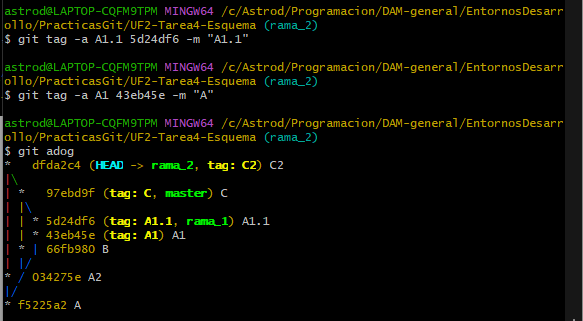 astrod@LAPTOP-CQFM9TPM MINGW64 /c/Astrod/Programacion/DAM-general/EntornosDesarr
ollo/PracticasGit/UF2-Tarea4-Esquema (rama_2)
$ git tag -a A1.1 5d24df6 -m "A1.1"
astrod@LAPTOP-CQFM9TPM MINGW64 /c/Astrod/Programacion/DAM-general/EntornosDesarr
ollo/PracticasGit/UF2-Tarea4-Esquema (rama_2)
$ git tag -a A1 43eb45e -m "A"
astrod@LAPTOP-CQFM9TPM MINGW64 /c/Astrod/Programacion/DAM-general/EntornosDesarr
ollo/PracticasGit/UF2-Tarea4-Esquema (rama_2)
$ git adog
*   dfda2c4 (HEAD -> rama_2, tag: C2) C2
|\
| *   97ebd9f (tag: C, master) C
| |\
| | * 5d24df6 (tag: A1.1, rama_1) A1.1
| | * 43eb45e (tag: A1) A1
| * | 66fb980 B
| |/
* / 034275e A2
|/
* f5225a2 A